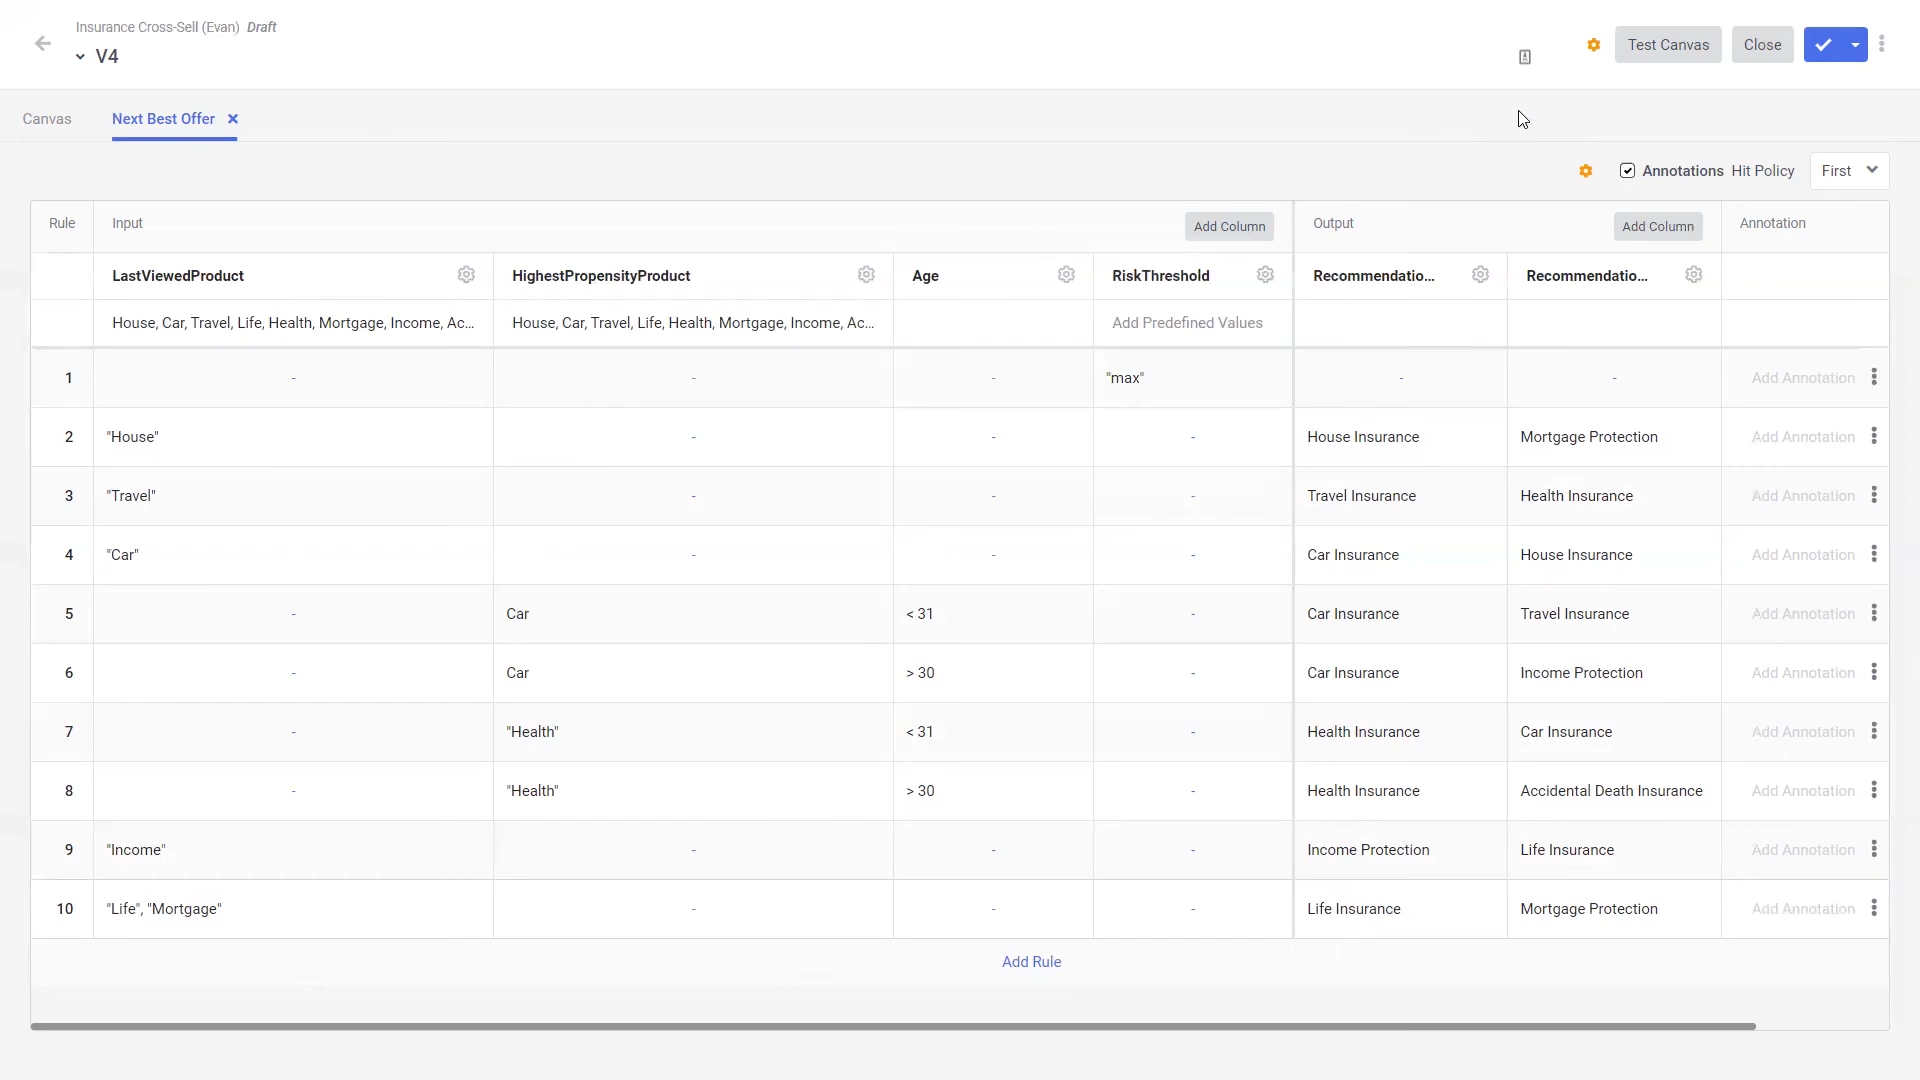 Insurance Cross-Sell (Evan) Draft
V4
Test Canvas
Close
Canvas
Next Best Offer
Annotations
Hit Policy
First
Rule
Input
Add Column
Output
Add Column
Annotation
LastViewedProduct
HighestPropensityProduct
Age
RiskThreshold
Recommendatio...
Recommendatio...
House, Car, Travel, Life, Health, Mortgage, Income, Ac...
House, Car, Travel, Life, Health, Mortgage, Income, Ac...
Add Predefined Values
1 - - - "max" - - Add Annotation
2 "House" - - - House Insurance Mortgage Protection Add Annotation
3 "Travel" - - - Travel Insurance Health Insurance Add Annotation
4 "Car" - - - Car Insurance House Insurance Add Annotation
5 - Car < 31 - Car Insurance Travel Insurance Add Annotation
6 - Car > 30 - Car Insurance Income Protection Add Annotation
7 - "Health" < 31 - Health Insurance Car Insurance Add Annotation
8 - "Health" > 30 - Health Insurance Accidental Death Insurance Add Annotation
9 "Income" - - - Income Protection Life Insurance Add Annotation
10 "Life", "Mortgage" - - - Life Insurance Mortgage Protection Add Annotation
Add Rule